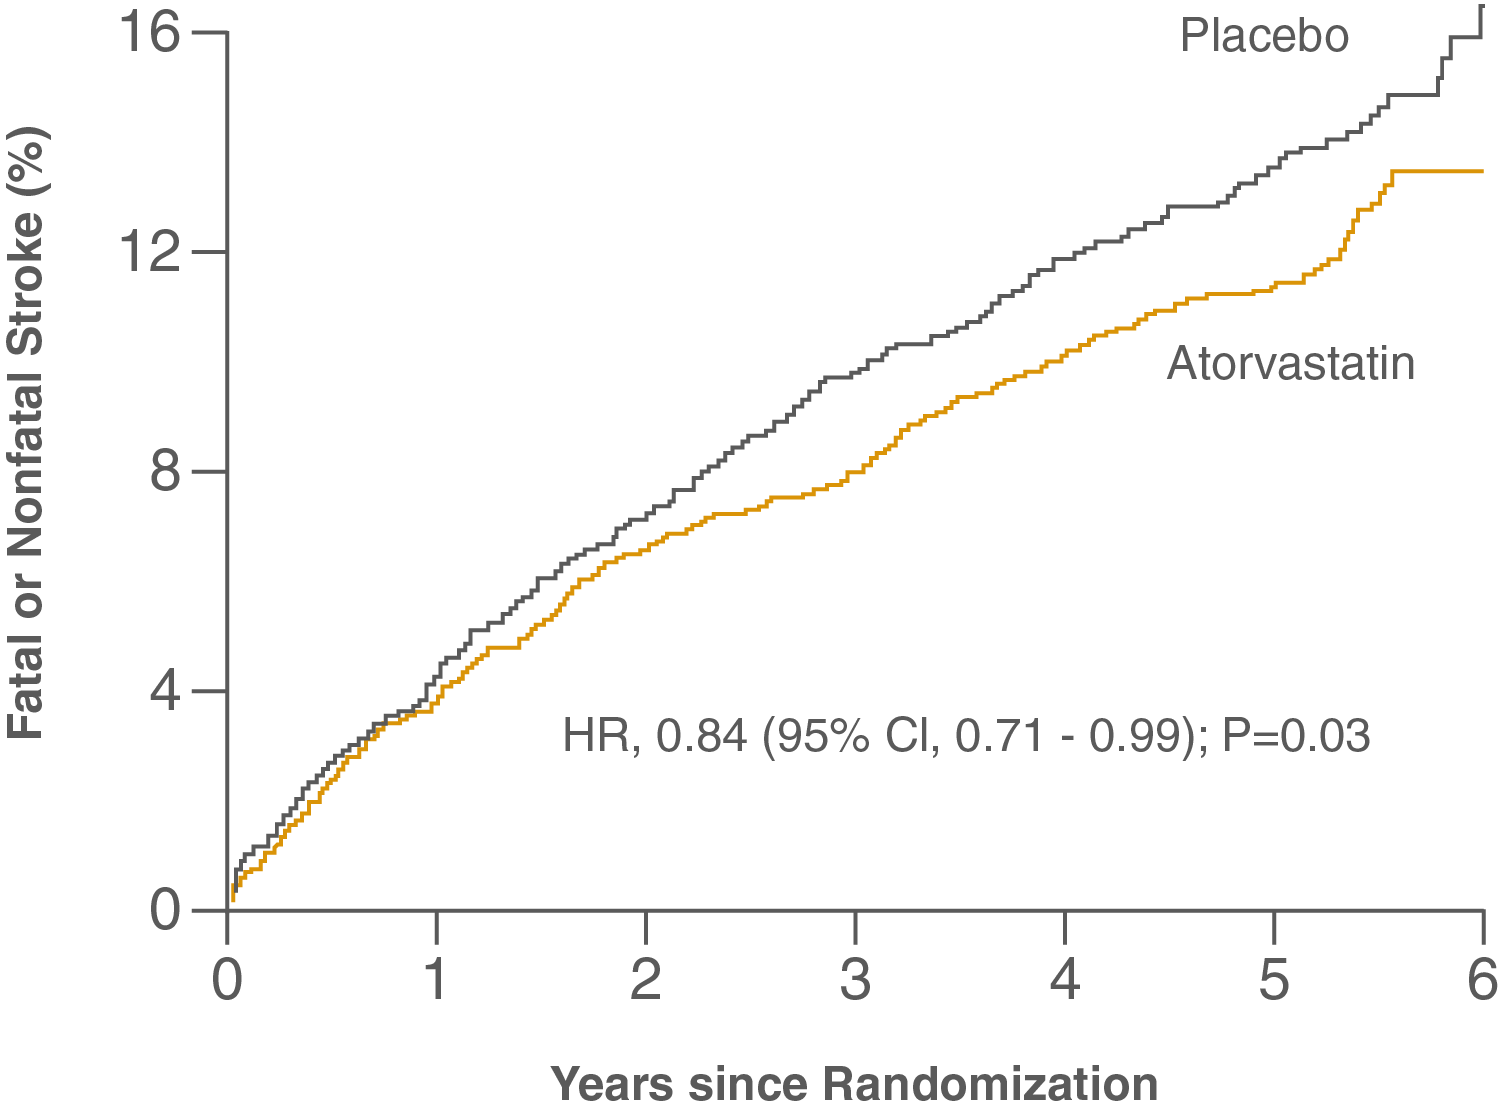 Fatal or Nonfatal Stroke (%)
16
12
8
4
0
Placebo
Atorvastatin
HR, 0.84 (95% CI, 0.71 - 0.99); P=0.03
0 1 2 3 4 5 6
Years since Randomization